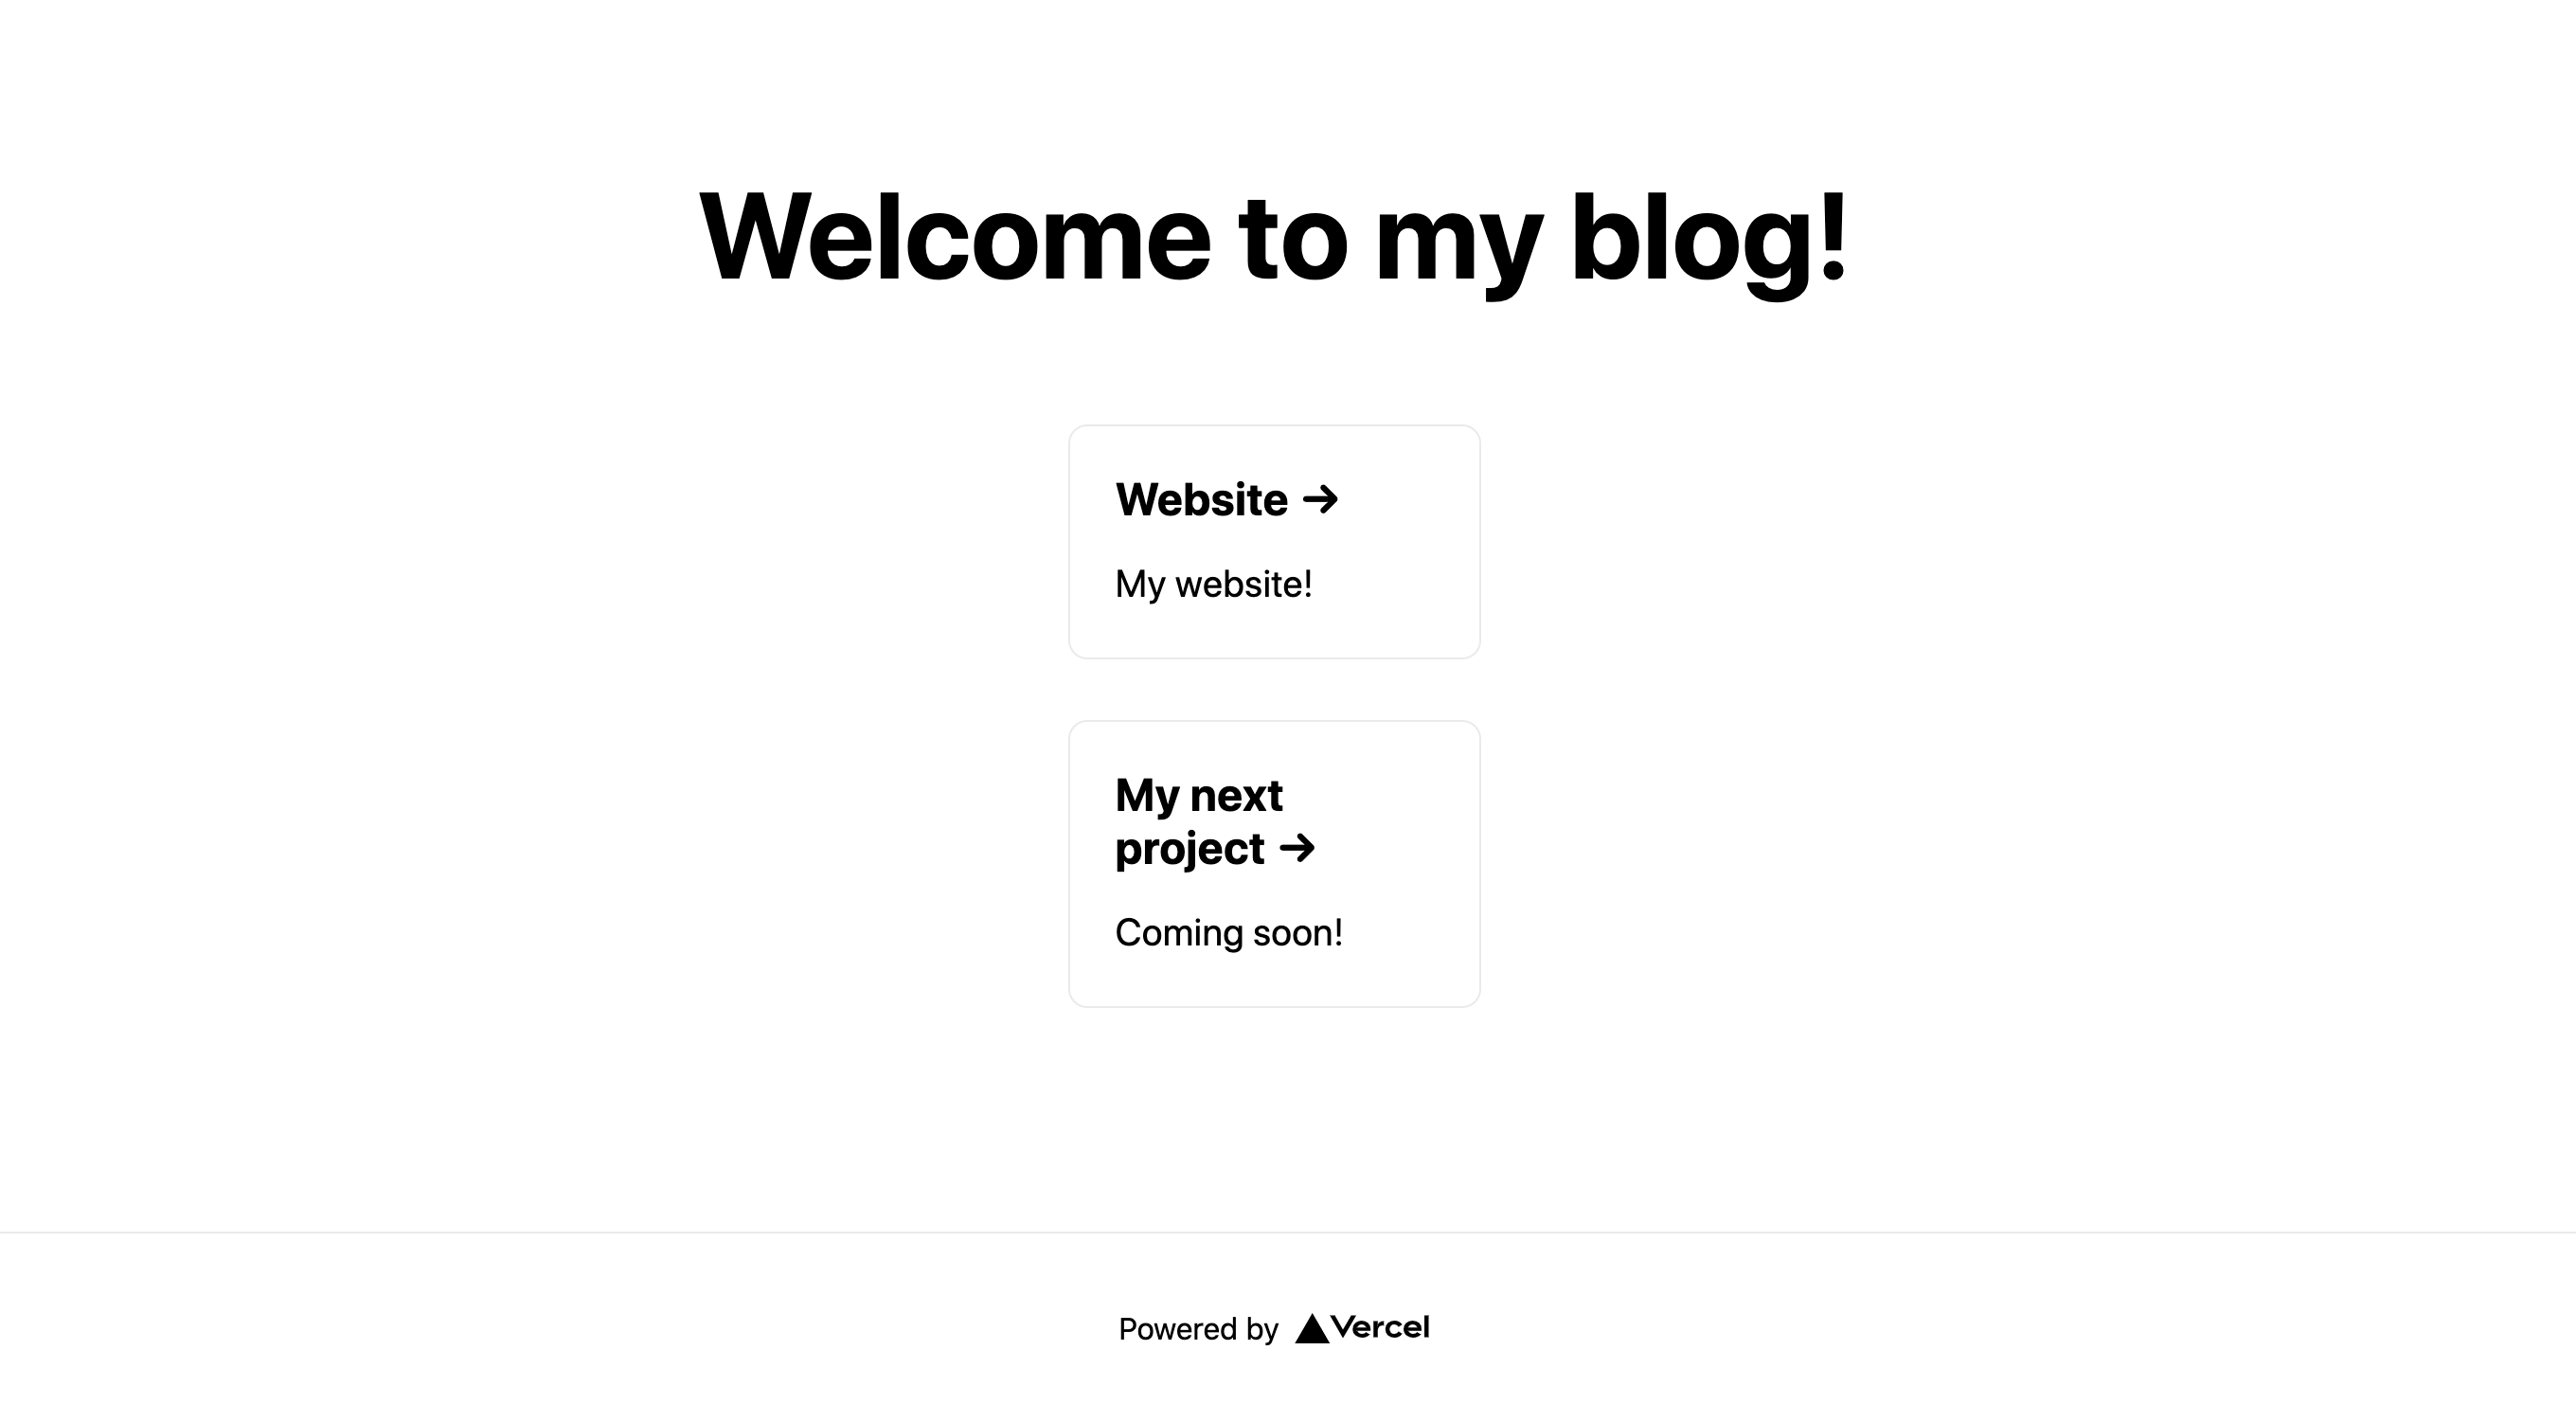 Welcome to my blog!
Website →
My website!
My next
project →
Coming soon!
Powered by ▲Vercel